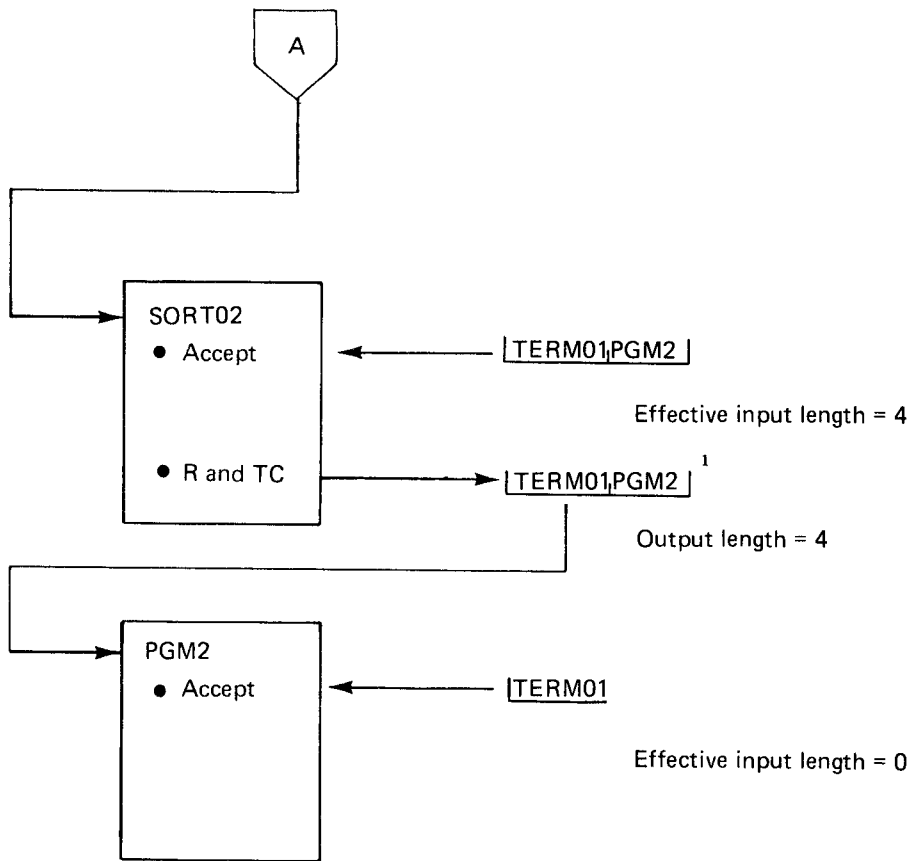 A
SORT02
• Accept
TERM01 PGM2
Effective input length = 4
• R and TC
TERM01 PGM2 1
Output length = 4
PGM2
• Accept
TERM01
Effective input length = 0